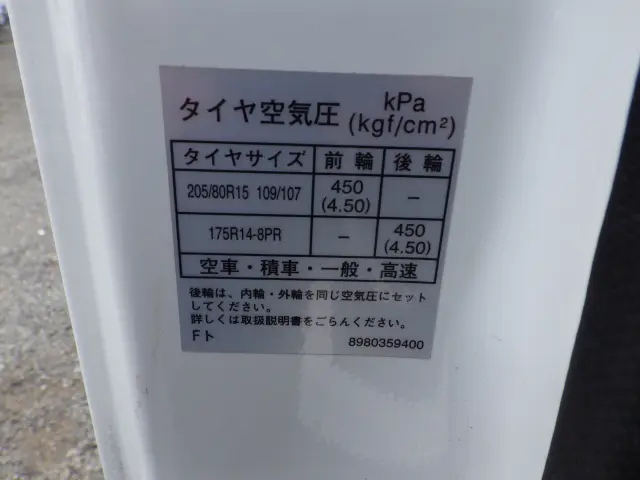 タイヤ空気圧 kPa (kgf/cm²)
タイヤサイズ 前輪 後輪
205/80R15 109/107 450 (4.50) –
175R14-8PR – 450 (4.50)
空車・積車・一般・高速
後輪は、内輪・外輪を同じ空気圧にセット
してください。
詳しくは取扱説明書をごらんください。
Fト 8980359400